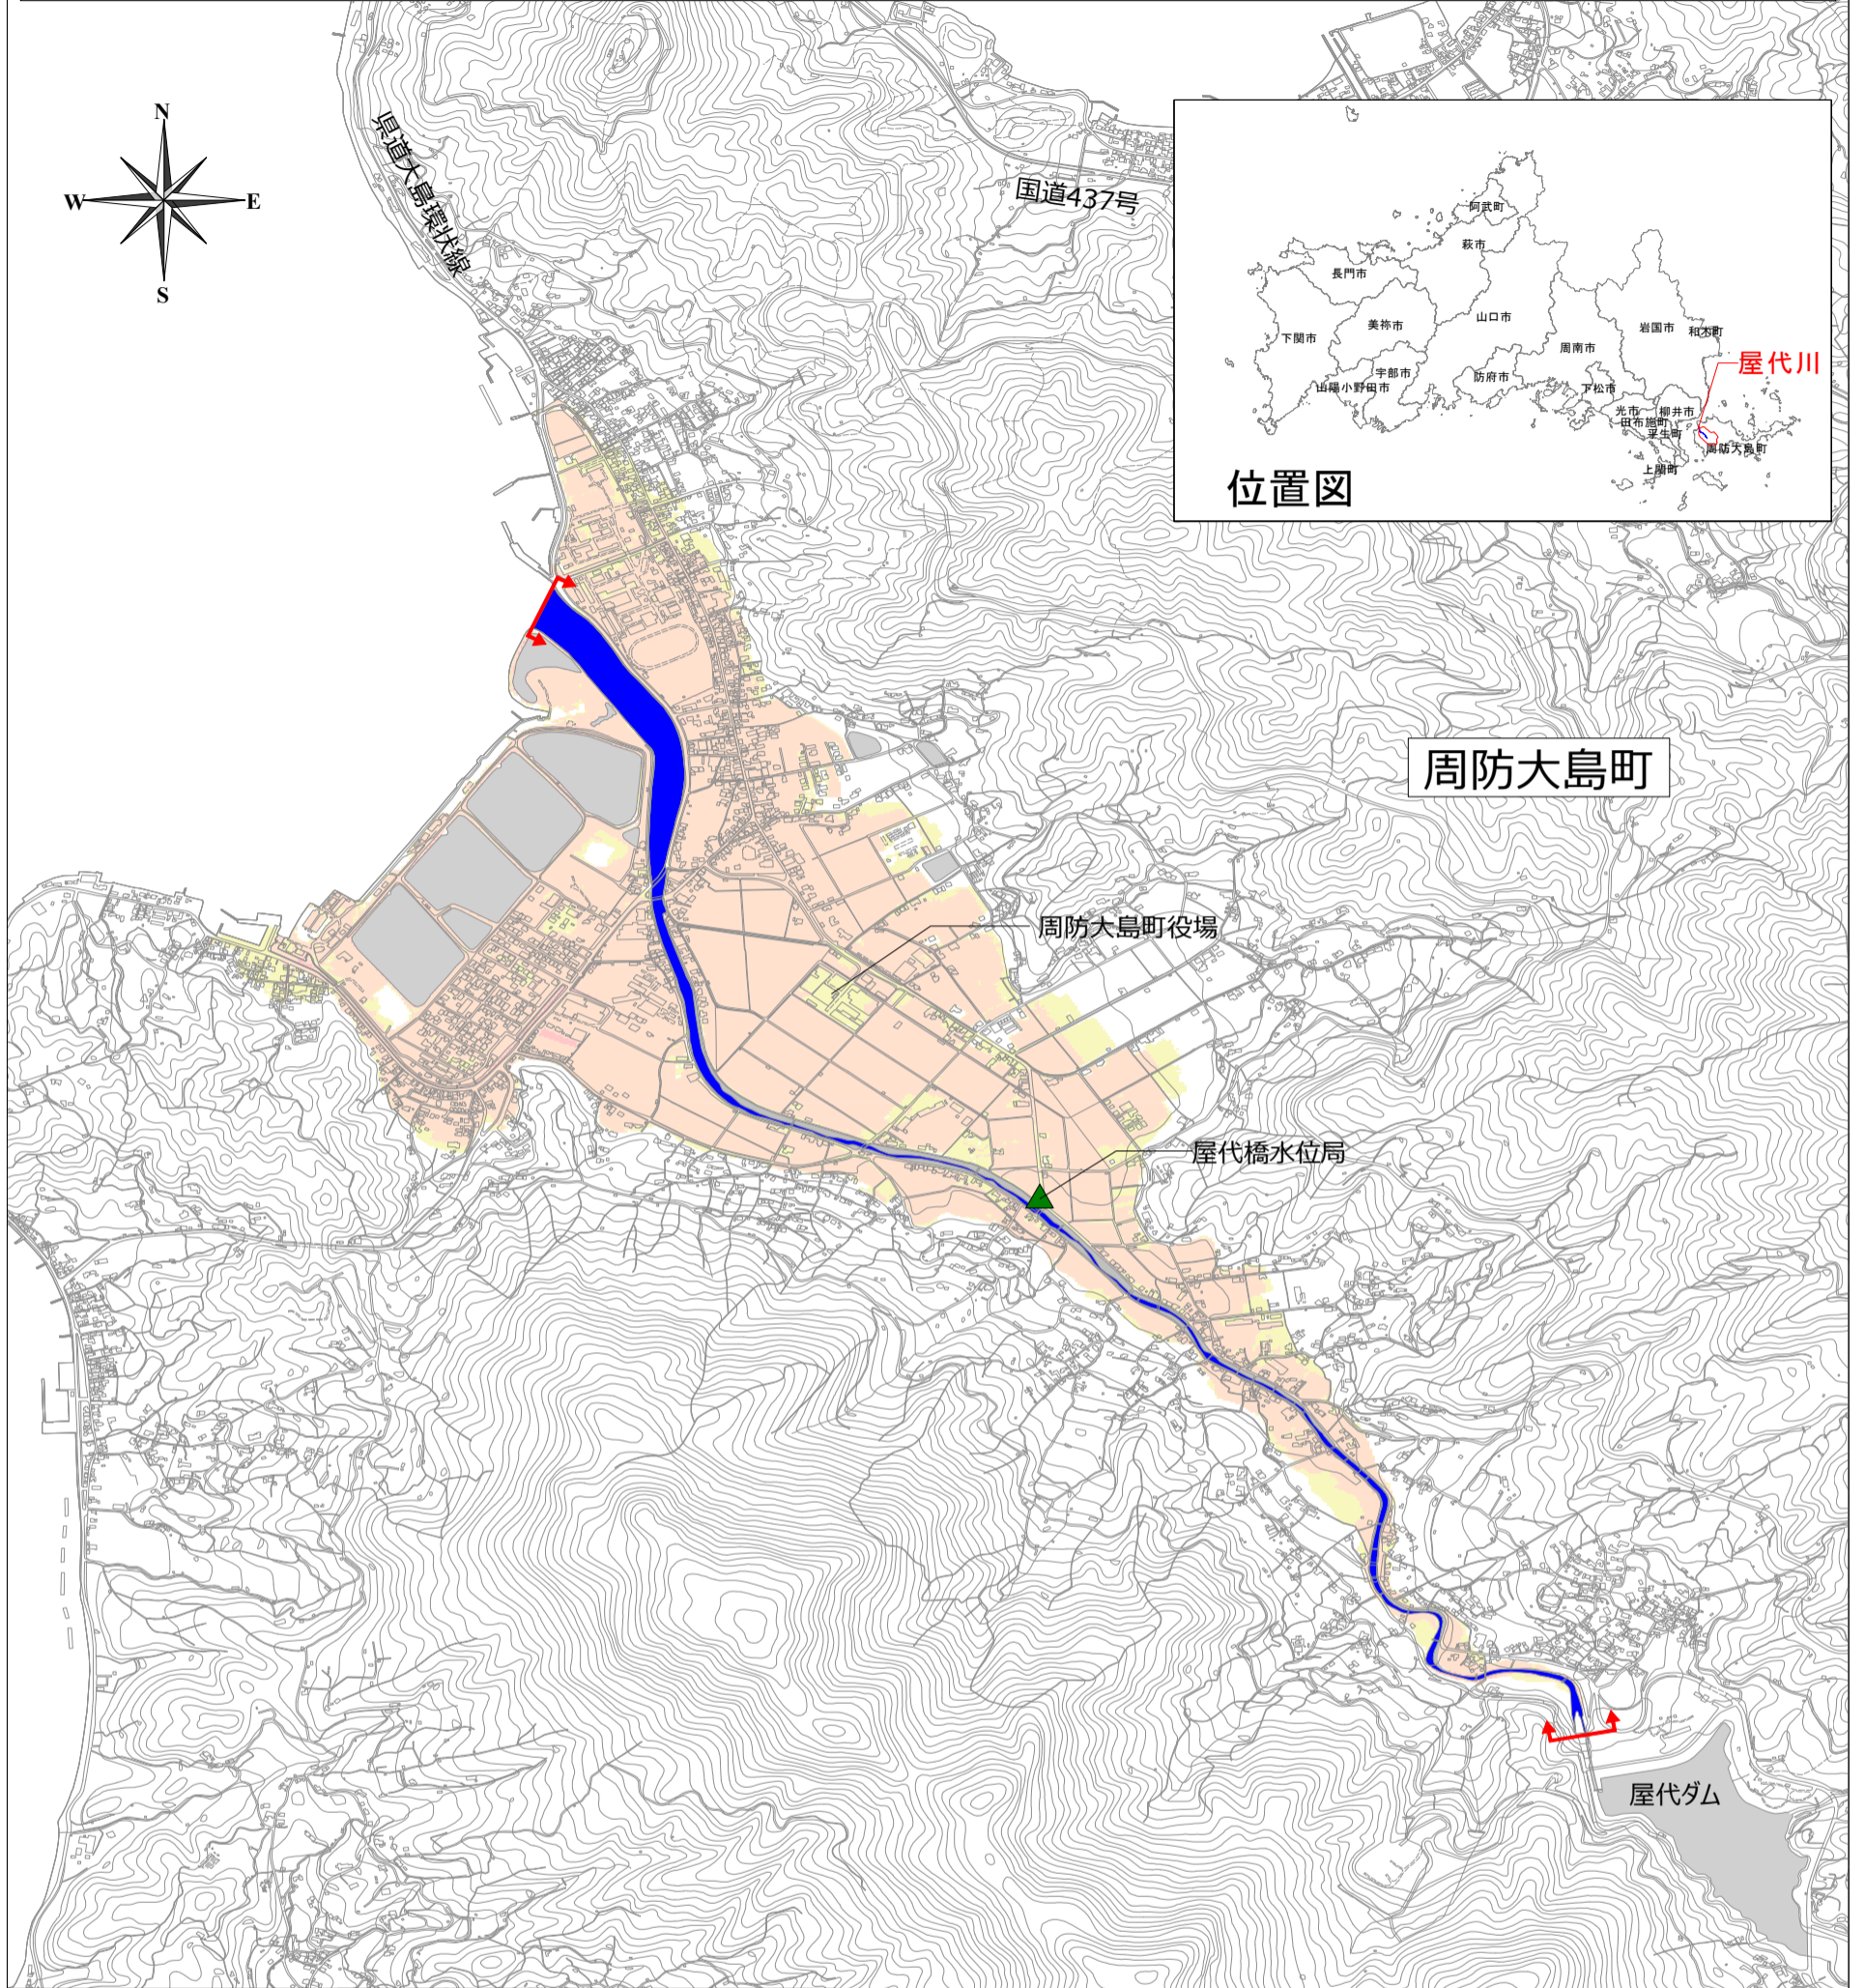 N
W
E
S
県道大島環状線
国道437号
阿武町
萩市
長門市
美祢市
山口市
岩国市
和木町
下関市
周南市
宇部市
防府市
山陽小野田市
下松市
屋代川
光市
柳井市
田布施町
平生町
周防大島町
上関町
位置図
周防大島町
周防大島町役場
屋代橋水位局
屋代ダム